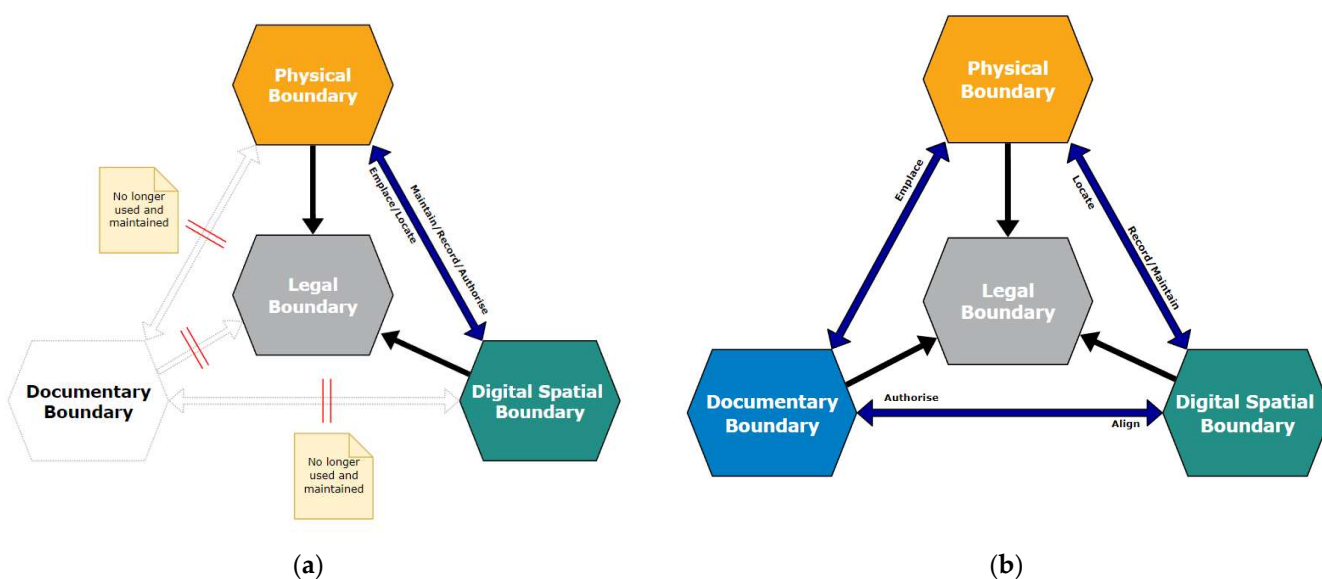 Physical
Boundary
No longer
used and
maintained
Maintain/Record/Authorise
Emplace/Locate
Legal
Boundary
Documentary
Boundary
Digital Spatial
Boundary
No longer
used and
maintained
(a)
Physical
Boundary
Emplace
Locate
Record/Maintain
Legal
Boundary
Documentary
Boundary
Authorise
Align
Digital Spatial
Boundary
(b)